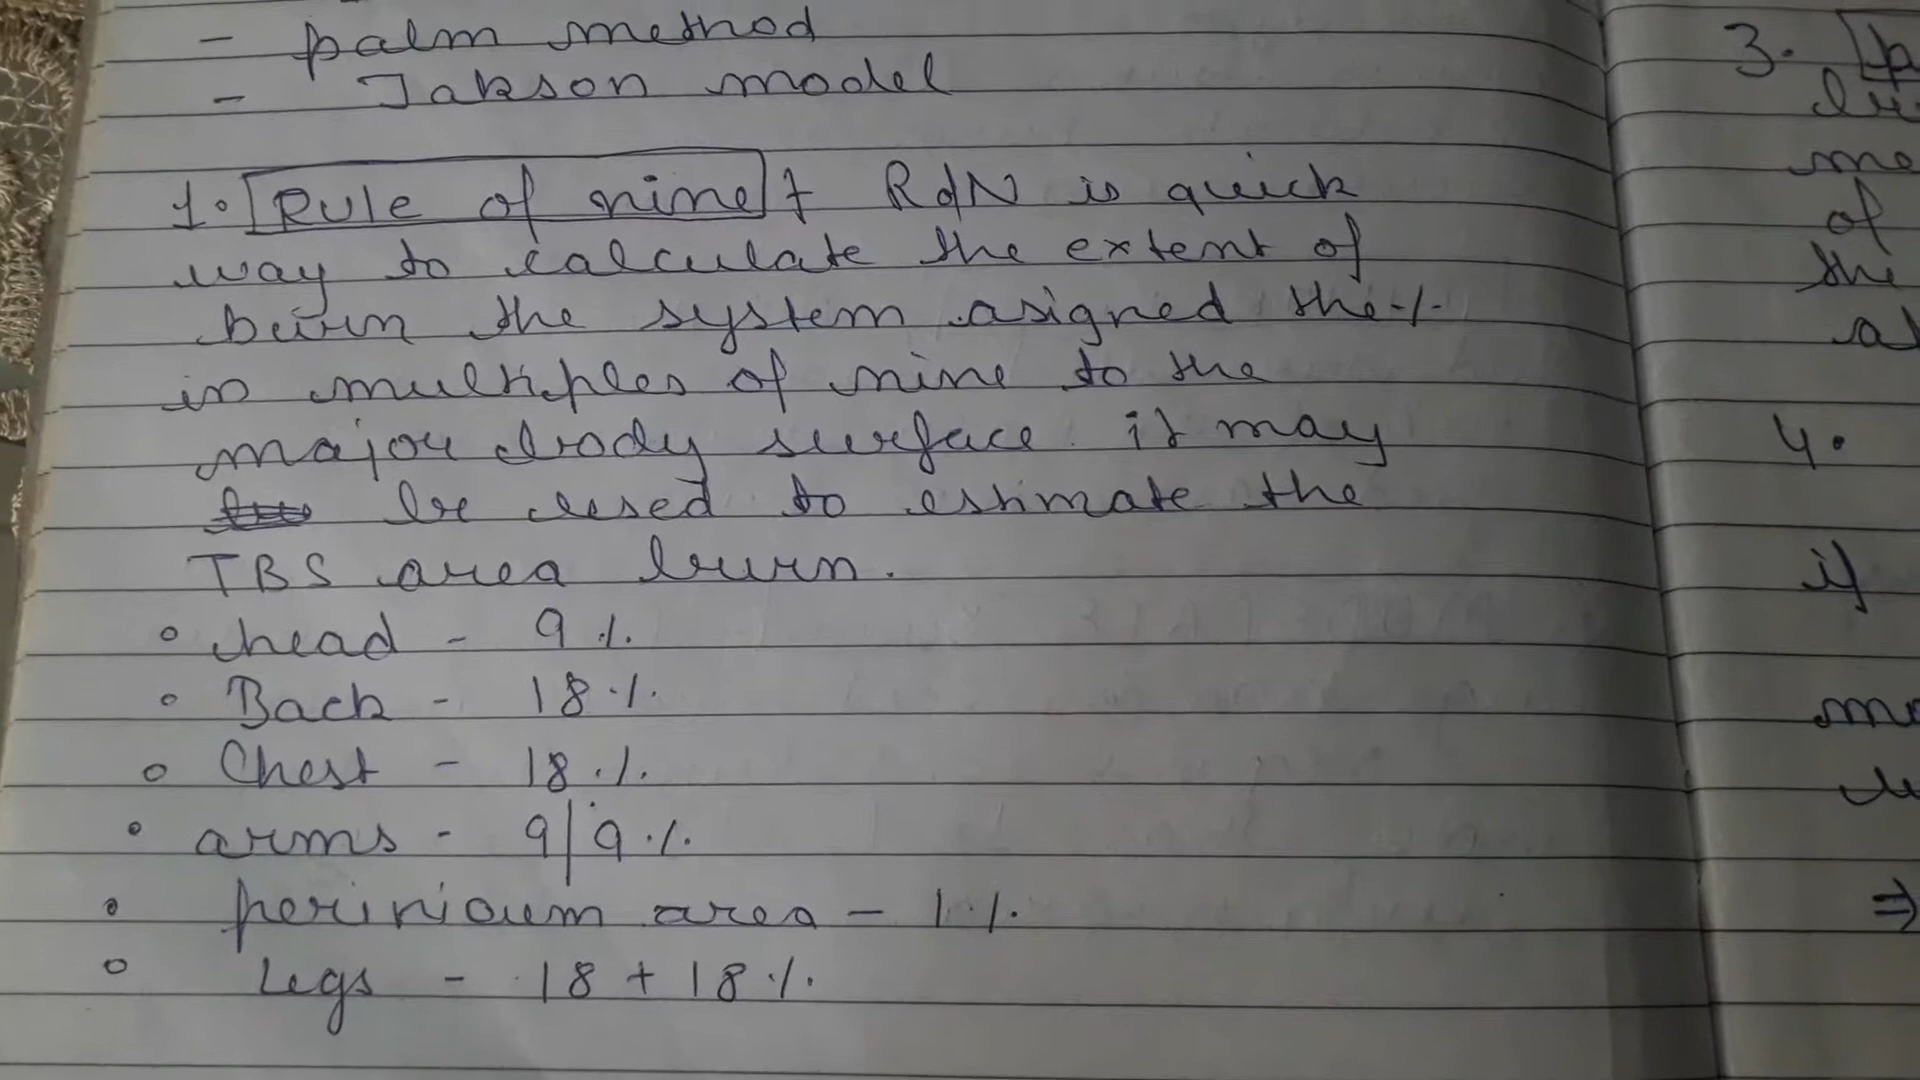 - palm method
- Jakson model
1. Rule of nine : RoN is quick
way to calculate the extent of
burn the system asigned the %
in multiples of nine to the
major body surface. it may
be used to estimate the
TBS area burn.
• head - 9 %.
• Back - 18 %.
• Chest - 18 %.
• arms - 9/9 %.
• perinioum area - 1 %.
• Legs - 18 + 18 %.
3.
of
the
4.
if
⇒